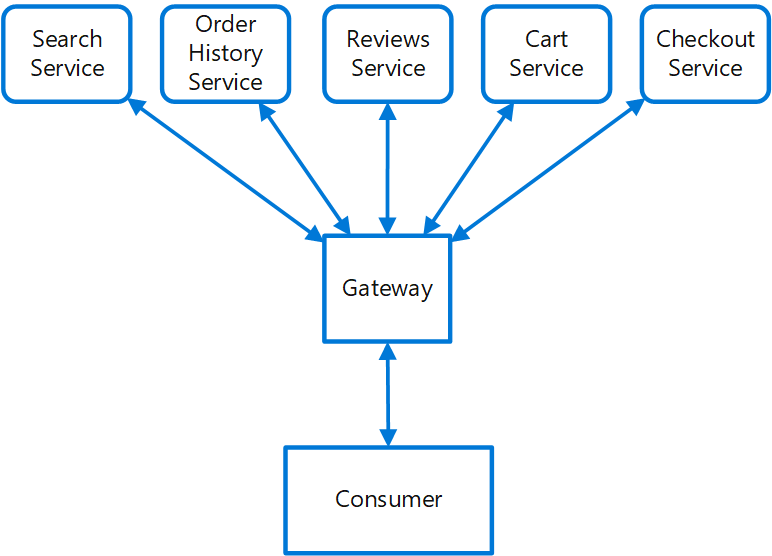 Search
Service
Order
History
Service
Reviews
Service
Cart
Service
Checkout
Service
Gateway
Consumer